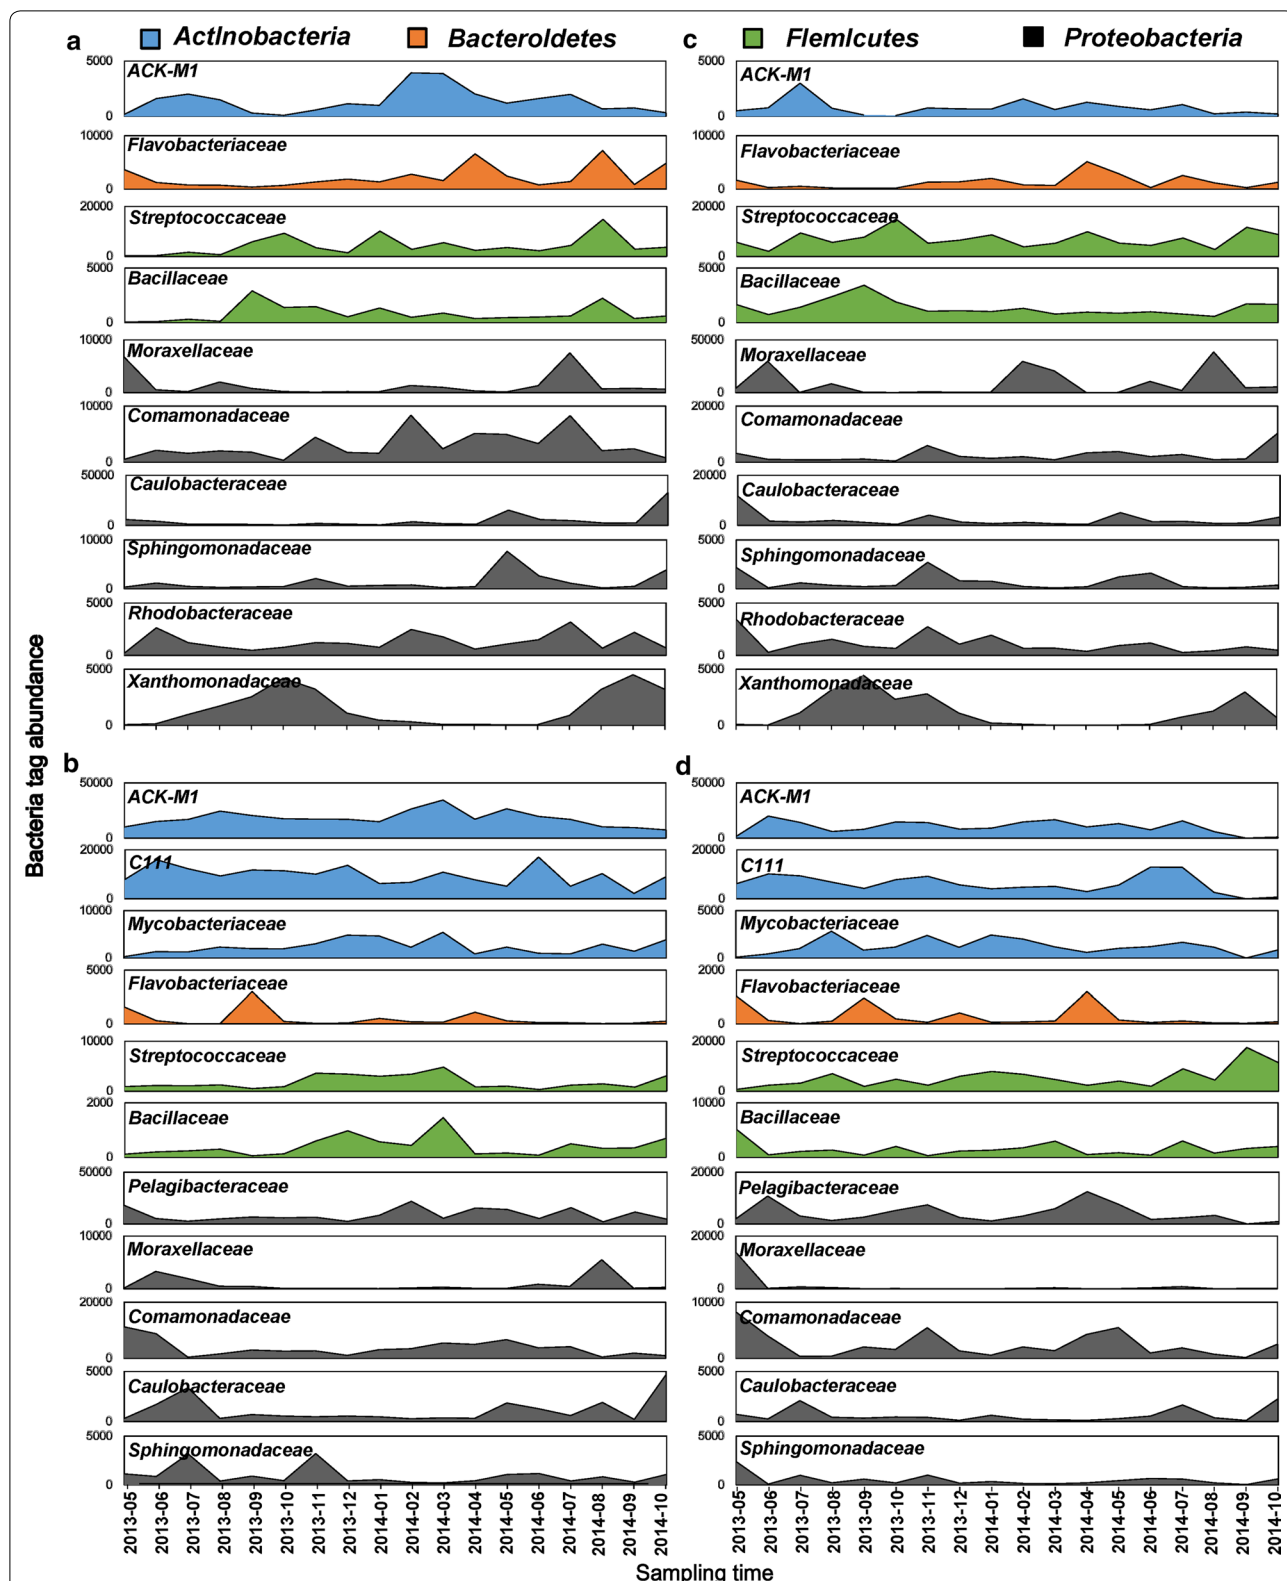 a ActInobacteria BacteroIdetes c FlemIcutes Proteobacteria
5000
ACK-M1
0
10000
Flavobacteriaceae
0
20000
Streptococcaceae
0
5000
Bacillaceae
0
10000
Moraxellaceae
0
10000
Comamonadaceae
0
50000
Caulobacteraceae
0
10000
Sphingomonadaceae
0
5000
Rhodobacteraceae
0
5000
Xanthomonadaceae
0
5000
ACK-M1
0
10000
Flavobacteriaceae
0
20000
Streptococcaceae
0
5000
Bacillaceae
0
50000
Moraxellaceae
0
20000
Comamonadaceae
0
20000
Caulobacteraceae
0
5000
Sphingomonadaceae
0
5000
Rhodobacteraceae
0
5000
Xanthomonadaceae
0
Bacteria tag abundance
b
50000
ACK-M1
0
20000
C111
0
10000
Mycobacteriaceae
0
5000
Flavobacteriaceae
0
10000
Streptococcaceae
0
2000
Bacillaceae
0
50000
Pelagibacteraceae
0
10000
Moraxellaceae
0
20000
Comamonadaceae
0
5000
Caulobacteraceae
0
5000
Sphingomonadaceae
0
2013-05 2013-06 2013-07 2013-08 2013-09 2013-10 2013-11 2013-12 2014-01 2014-02 2014-03 2014-04 2014-05 2014-06 2014-07 2014-08 2014-09 2014-10
d
50000
ACK-M1
0
20000
C111
0
5000
Mycobacteriaceae
0
2000
Flavobacteriaceae
0
20000
Streptococcaceae
0
10000
Bacillaceae
0
20000
Pelagibacteraceae
0
20000
Moraxellaceae
0
10000
Comamonadaceae
0
5000
Caulobacteraceae
0
5000
Sphingomonadaceae
0
2013-05 2013-06 2013-07 2013-08 2013-09 2013-10 2013-11 2013-12 2014-01 2014-02 2014-03 2014-04 2014-05 2014-06 2014-07 2014-08 2014-09 2014-10
Sampling time